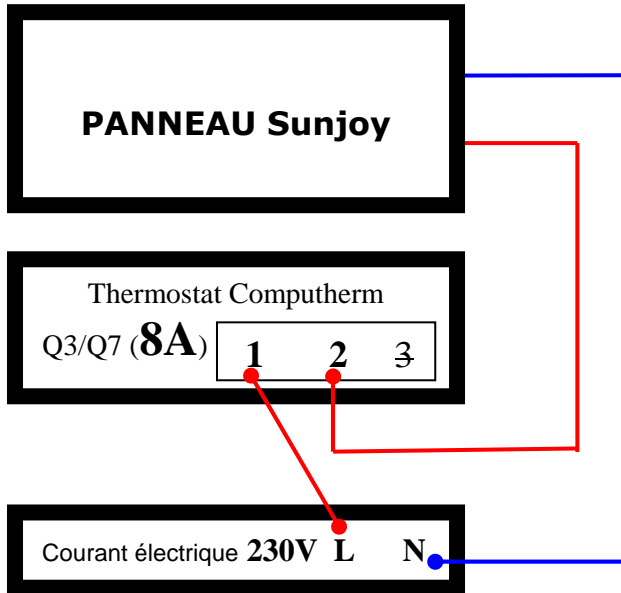 PANNEAU Sunjoy
Thermostat Computherm
Q3/Q7 (8A) 1 2 3
Courant électrique 230V L N